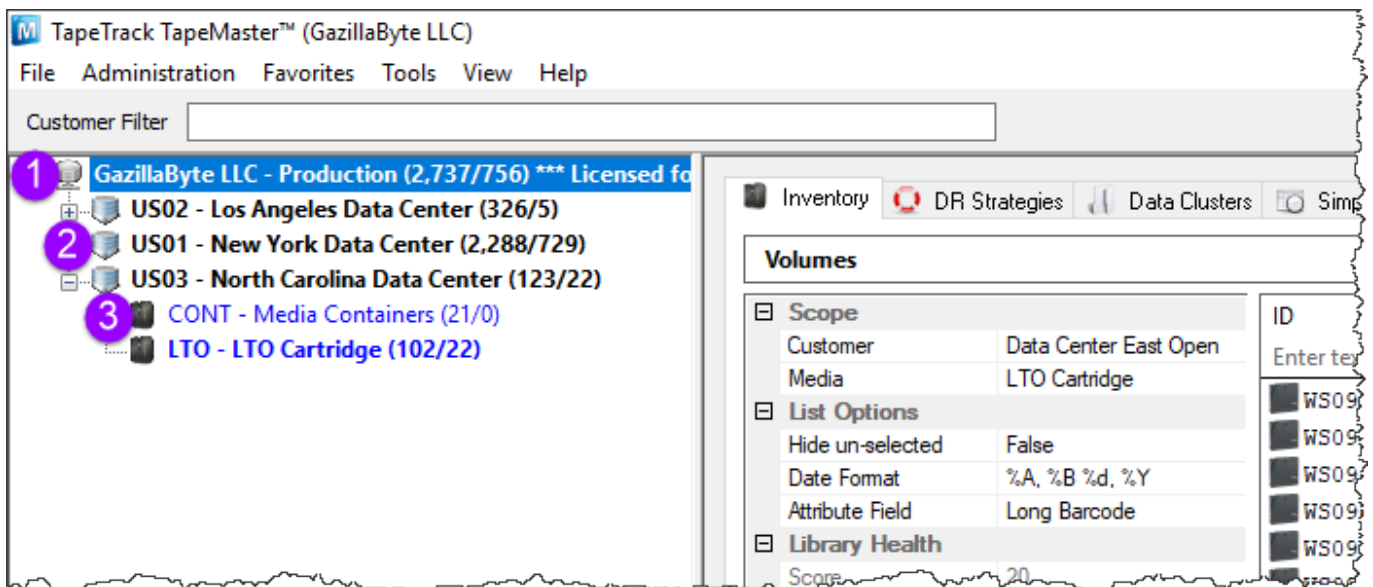 TapeTrack TapeMaster™ (GazillaByte LLC)
File Administration Favorites Tools View Help
Customer Filter
1 GazillaByte LLC - Production (2,737/756) *** Licensed fo
US02 - Los Angeles Data Center (326/5)
2 US01 - New York Data Center (2,288/729)
US03 - North Carolina Data Center (123/22)
3 CONT - Media Containers (21/0)
LTO - LTO Cartridge (102/22)
Inventory DR Strategies Data Clusters Simp
Volumes
Scope
Customer Data Center East Open
Media LTO Cartridge
List Options
Hide un-selected False
Date Format %A, %B %d, %Y
Attribute Field Long Barcode
Library Health
Score 20
ID
Enter tex
WS09
WS09
WS09
WS09
WS09